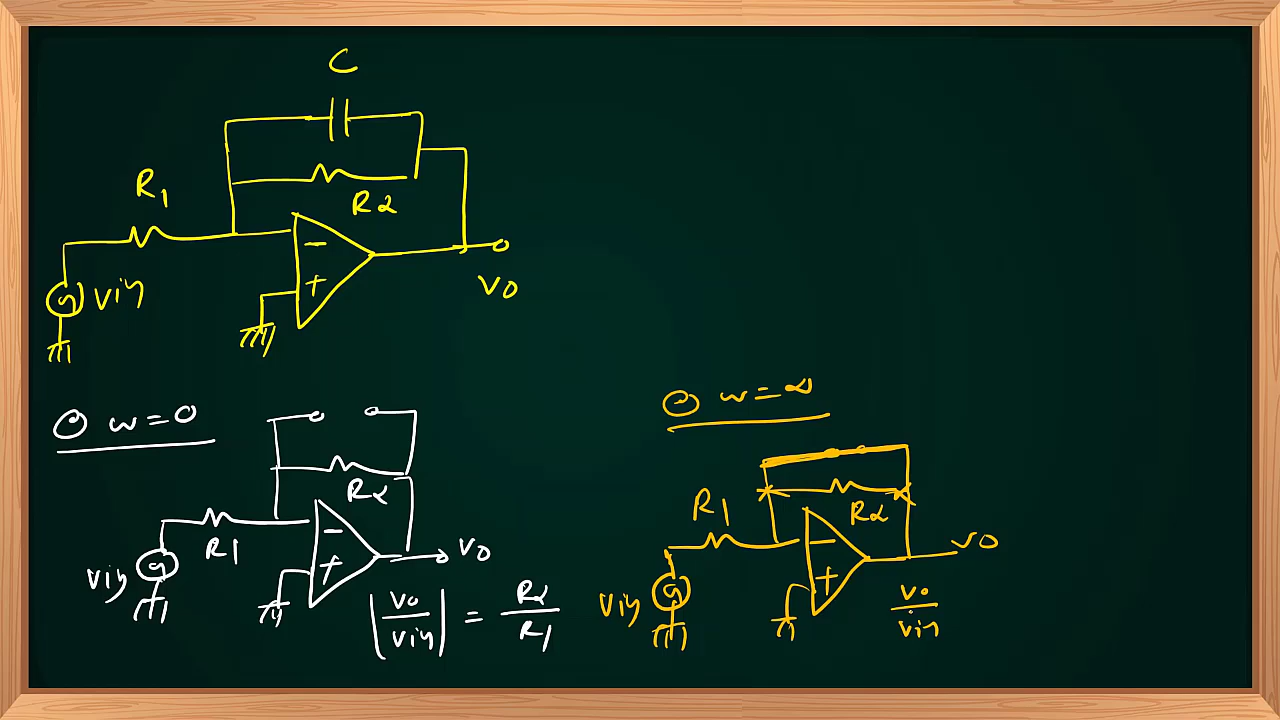 C
R1
R2
−
+
Vin
Vo
⊙ w=0
R2
R1
−
+
Vin
Vo
|Vo/Vin| = R2/R1
⊙ w=∞
R1
R2
−
+
Vin
Vo
Vo/Vin